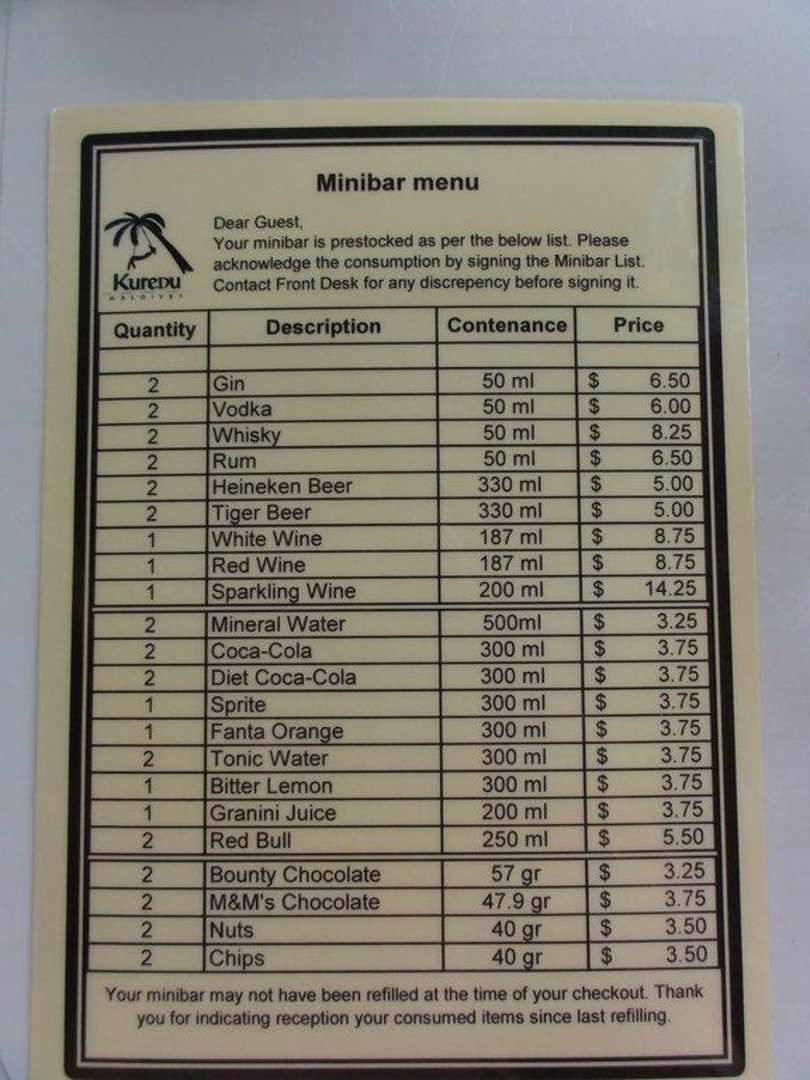 Minibar menu
Dear Guest,
Your minibar is prestocked as per the below list. Please
acknowledge the consumption by signing the Minibar List.
Contact Front Desk for any discrepency before signing it.
KureDU
MALDIVES
Quantity Description Contenance Price
2 Gin 50 ml $ 6.50
2 Vodka 50 ml $ 6.00
2 Whisky 50 ml $ 8.25
2 Rum 50 ml $ 6.50
2 Heineken Beer 330 ml $ 5.00
2 Tiger Beer 330 ml $ 5.00
1 White Wine 187 ml $ 8.75
1 Red Wine 187 ml $ 8.75
1 Sparkling Wine 200 ml $ 14.25
2 Mineral Water 500ml $ 3.25
2 Coca-Cola 300 ml $ 3.75
2 Diet Coca-Cola 300 ml $ 3.75
1 Sprite 300 ml $ 3.75
1 Fanta Orange 300 ml $ 3.75
2 Tonic Water 300 ml $ 3.75
1 Bitter Lemon 300 ml $ 3.75
1 Granini Juice 200 ml $ 3.75
2 Red Bull 250 ml $ 5.50
2 Bounty Chocolate 57 gr $ 3.25
2 M&M's Chocolate 47.9 gr $ 3.75
2 Nuts 40 gr $ 3.50
2 Chips 40 gr $ 3.50
Your minibar may not have been refilled at the time of your checkout. Thank
you for indicating reception your consumed items since last refilling.